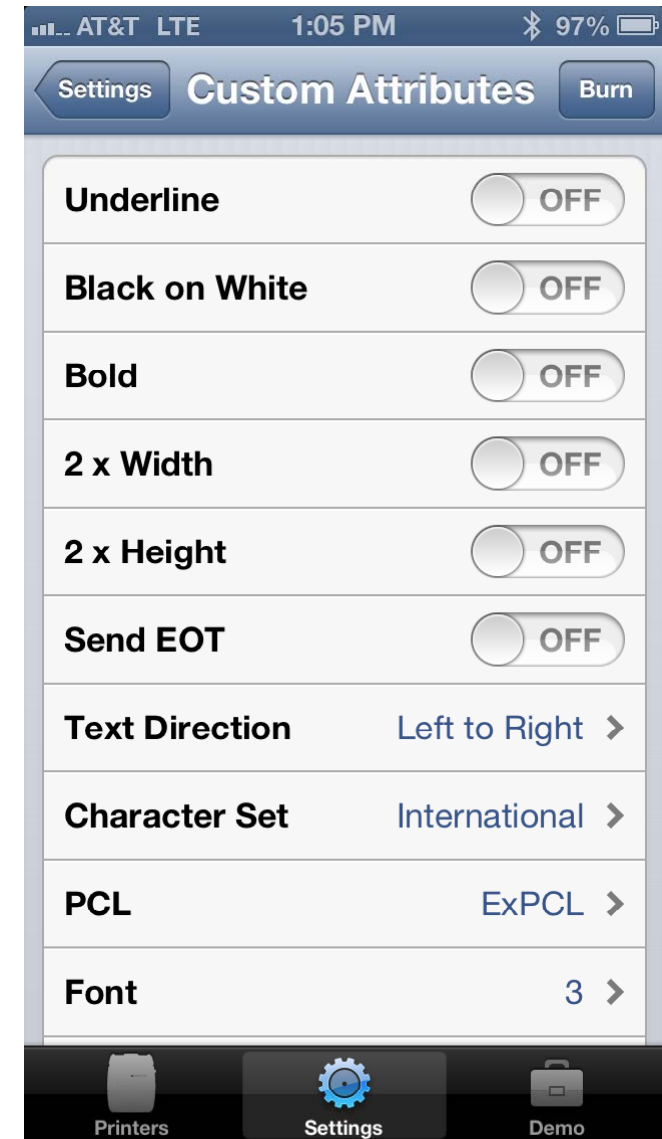 AT&T LTE 1:05 PM 97%
Settings Custom Attributes Burn
Underline OFF
Black on White OFF
Bold OFF
2 x Width OFF
2 x Height OFF
Send EOT OFF
Text Direction Left to Right
Character Set International
PCL ExPCL
Font 3
Printers Settings Demo